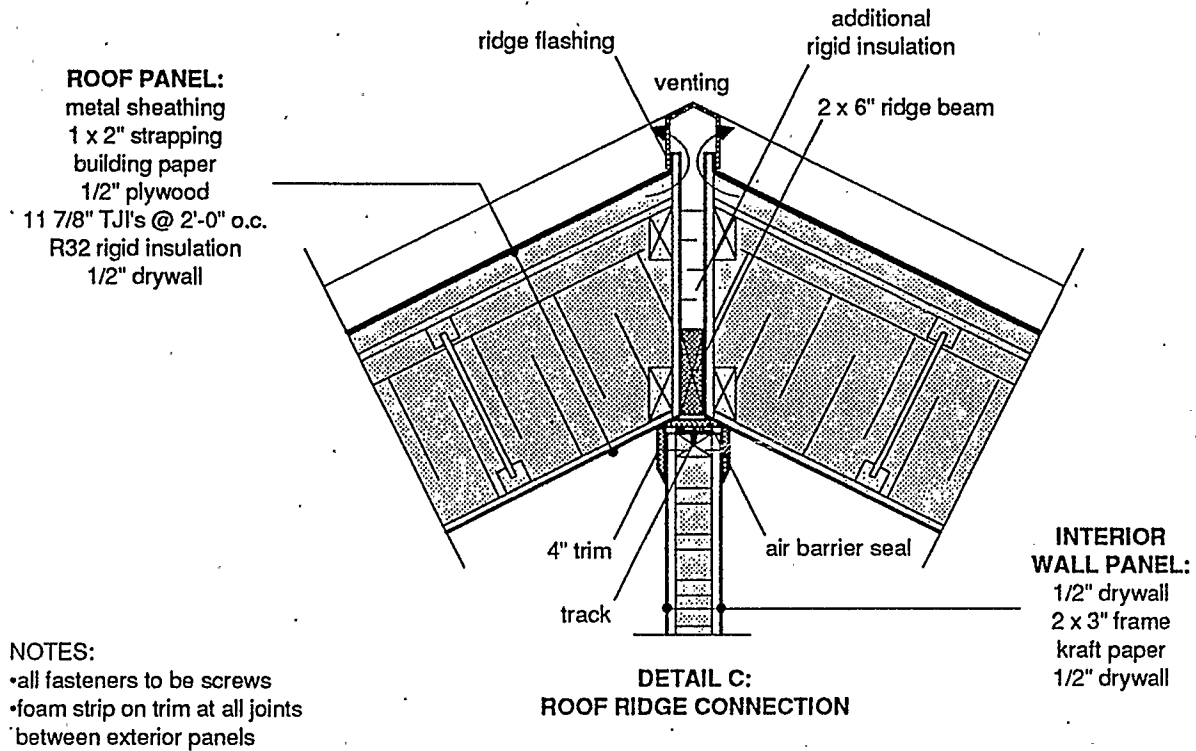 ridge flashing
additional
rigid insulation
venting
2 x 6" ridge beam
ROOF PANEL:
metal sheathing
1 x 2" strapping
building paper
1/2" plywood
11 7/8" TJI's @ 2'-0" o.c.
R32 rigid insulation
1/2" drywall
4" trim
air barrier seal
track
INTERIOR
WALL PANEL:
1/2" drywall
2 x 3" frame
kraft paper
1/2" drywall
NOTES:
•all fasteners to be screws
•foam strip on trim at all joints
between exterior panels
DETAIL C:
ROOF RIDGE CONNECTION